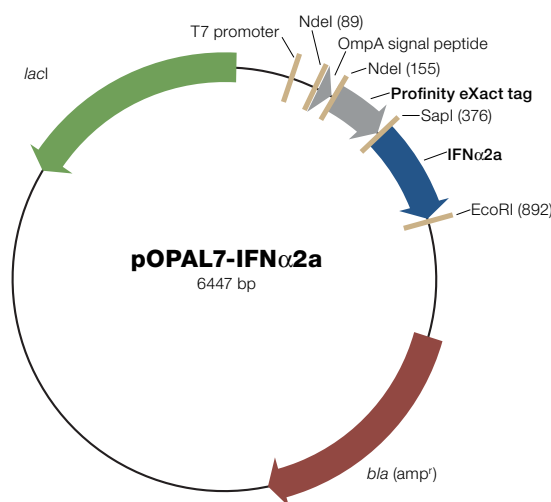 NdeI (89)
T7 promoter
OmpA signal peptide
NdeI (155)
lacI
Profinity eXact tag
SapI (376)
IFNα2a
EcoRI (892)
pOPAL7-IFNα2a
6447 bp
bla (ampʳ)